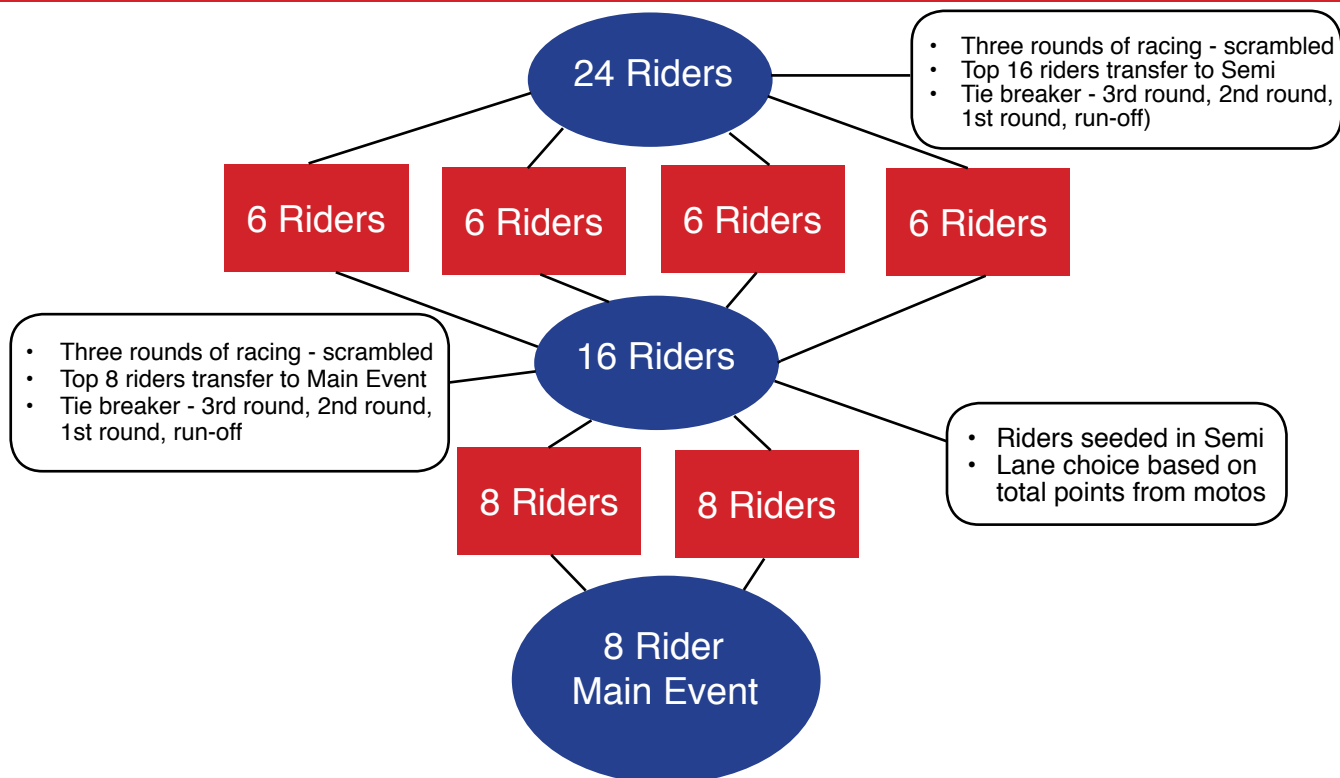 24 Riders
• Three rounds of racing - scrambled
• Top 16 riders transfer to Semi
• Tie breaker - 3rd round, 2nd round,
1st round, run-off)
6 Riders
6 Riders
6 Riders
6 Riders
• Three rounds of racing - scrambled
• Top 8 riders transfer to Main Event
• Tie breaker - 3rd round, 2nd round,
1st round, run-off
16 Riders
• Riders seeded in Semi
• Lane choice based on
total points from motos
8 Riders
8 Riders
8 Rider
Main Event